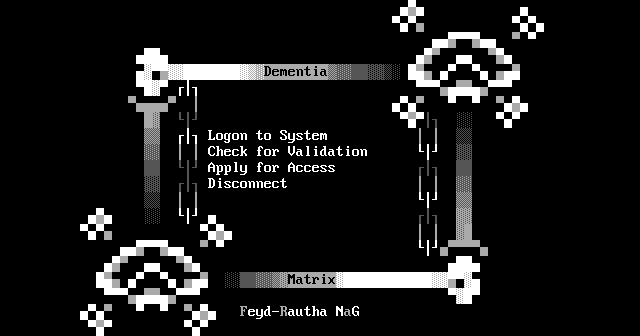 Dementia
Logon to System
Check for Validation
Apply for Access
Disconnect
Matrix
Feyd-Rautha NaG